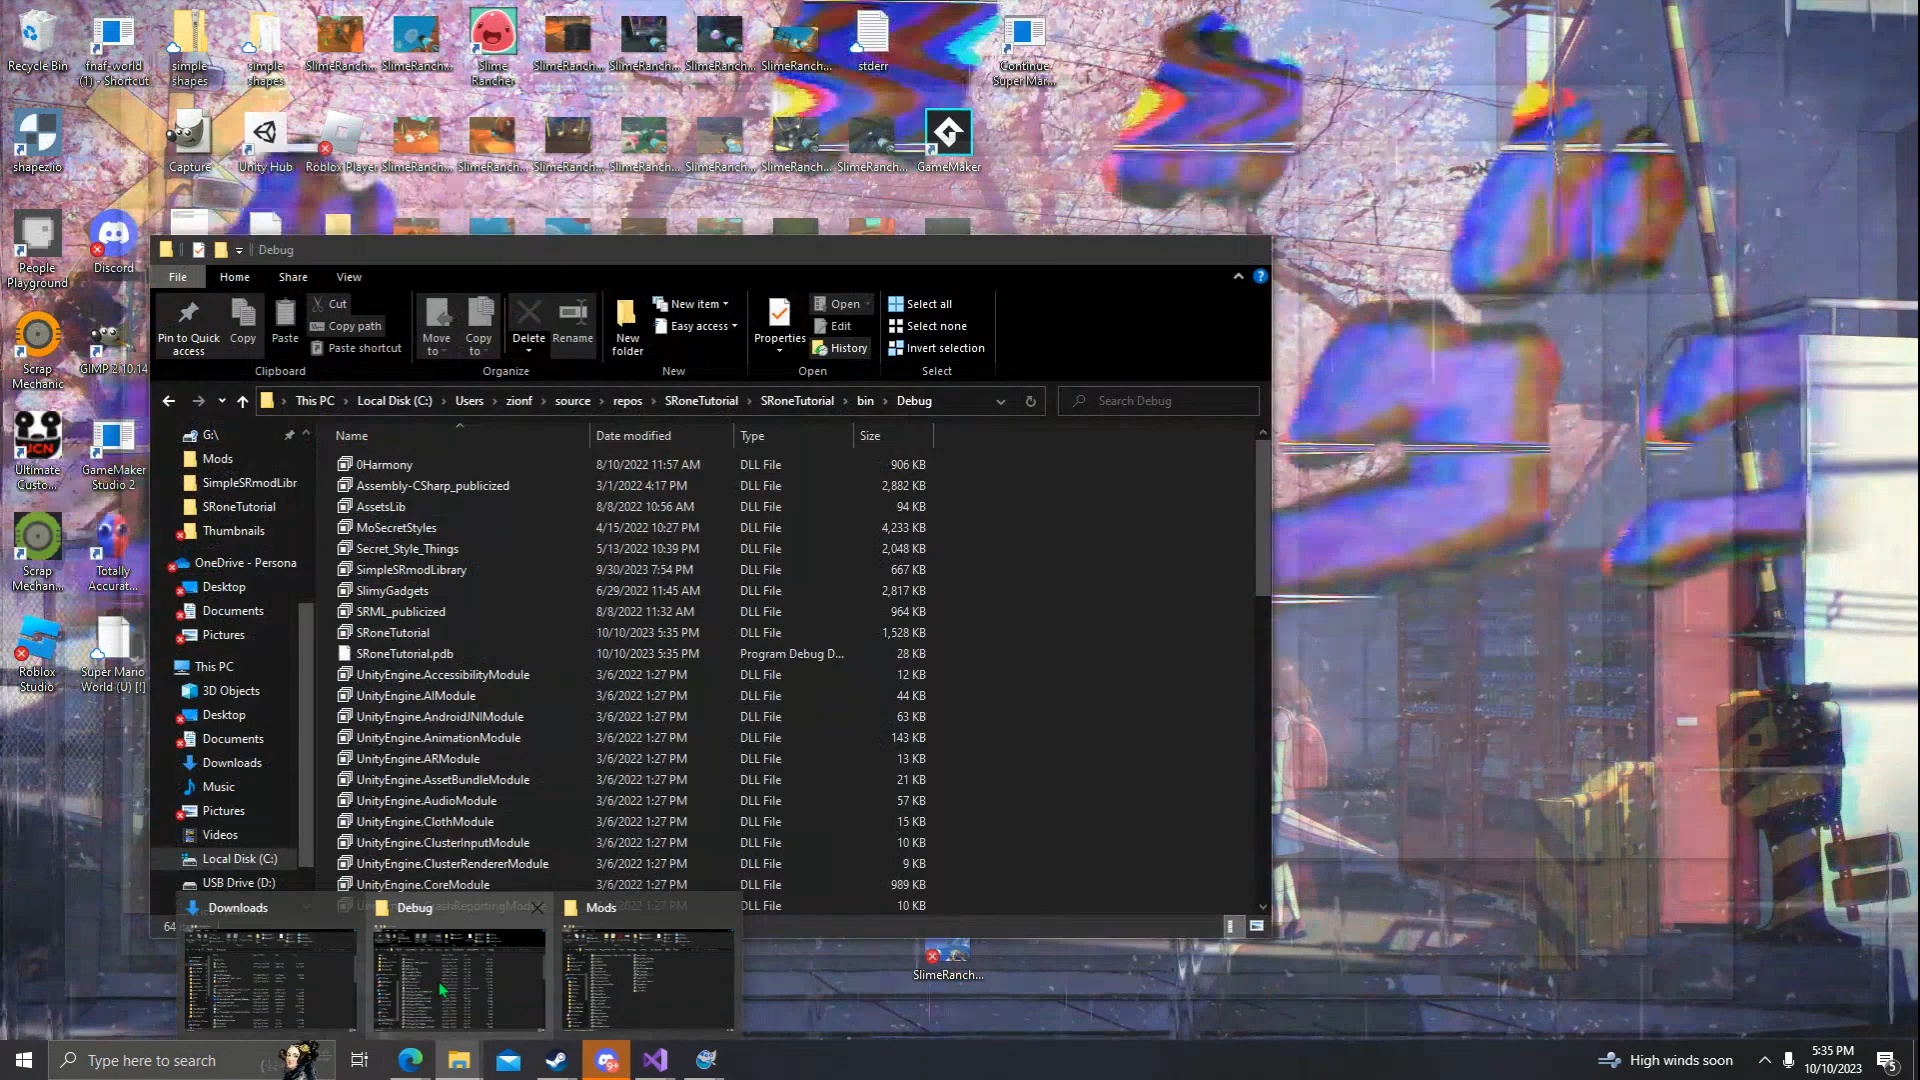 Recycle Bin
fnaf-world
(1) - Shortcut
simple
shapes
simple
shapes
SlimeRanch...
SlimeRanch...
Slime
Rancher
SlimeRanch...
SlimeRanch...
SlimeRanch...
SlimeRanch...
stderr
Continue
Super Mar...
shapez.io
Capture
Unity Hub
Roblox Player
SlimeRanch...
SlimeRanch...
SlimeRanch...
SlimeRanch...
SlimeRanch...
SlimeRanch...
SlimeRanch...
GameMaker
People
Playground
Discord
Scrap
Mechanic
GIMP 2.10.14
Ultimate
Custo...
GameMaker
Studio 2
Scrap
Mechan...
Totally
Accurat...
Roblox
Studio
Super Mario
World (U) [!]
Debug
File
Home
Share
View
Pin to Quick
access
Copy
Paste
Cut
Copy path
Paste shortcut
Clipboard
Move
to
Copy
to
Delete
Rename
Organize
New
folder
New item
Easy access
New
Properties
Open
Edit
History
Open
Select all
Select none
Invert selection
Select
This PC > Local Disk (C:) > Users > zionf > source > repos > SRoneTutorial > SRoneTutorial > bin > Debug
Search Debug
G:\
Mods
SimpleSRmodLibr
SRoneTutorial
Thumbnails
OneDrive - Persona
Desktop
Documents
Pictures
This PC
3D Objects
Desktop
Documents
Downloads
Music
Pictures
Videos
Local Disk (C:)
USB Drive (D:)
64
Name Date modified Type Size
0Harmony 8/10/2022 11:57 AM DLL File 906 KB
Assembly-CSharp_publicized 3/1/2022 4:17 PM DLL File 2,882 KB
AssetsLib 8/8/2022 10:56 AM DLL File 94 KB
MoSecretStyles 4/15/2022 10:27 PM DLL File 4,233 KB
Secret_Style_Things 5/13/2022 10:39 PM DLL File 2,048 KB
SimpleSRmodLibrary 9/30/2023 7:54 PM DLL File 667 KB
SlimyGadgets 6/29/2022 11:45 AM DLL File 2,817 KB
SRML_publicized 8/8/2022 11:32 AM DLL File 964 KB
SRoneTutorial 10/10/2023 5:35 PM DLL File 1,528 KB
SRoneTutorial.pdb 10/10/2023 5:35 PM Program Debug D... 28 KB
UnityEngine.AccessibilityModule 3/6/2022 1:27 PM DLL File 12 KB
UnityEngine.AIModule 3/6/2022 1:27 PM DLL File 44 KB
UnityEngine.AndroidJNIModule 3/6/2022 1:27 PM DLL File 63 KB
UnityEngine.AnimationModule 3/6/2022 1:27 PM DLL File 143 KB
UnityEngine.ARModule 3/6/2022 1:27 PM DLL File 13 KB
UnityEngine.AssetBundleModule 3/6/2022 1:27 PM DLL File 21 KB
UnityEngine.AudioModule 3/6/2022 1:27 PM DLL File 57 KB
UnityEngine.ClothModule 3/6/2022 1:27 PM DLL File 15 KB
UnityEngine.ClusterInputModule 3/6/2022 1:27 PM DLL File 10 KB
UnityEngine.ClusterRendererModule 3/6/2022 1:27 PM DLL File 9 KB
UnityEngine.CoreModule 3/6/2022 1:27 PM DLL File 989 KB
UnityEngine.CrashReportingModule 3/6/2022 1:27 PM DLL File 10 KB
Downloads
Debug
Mods
SlimeRanch...
Type here to search
High winds soon
5:35 PM
10/10/2023
5